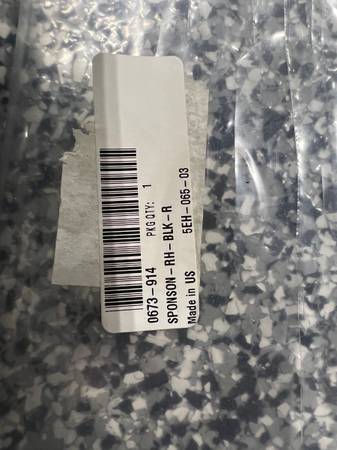 0673-914 PKG QTY: 1
SPONSON-RH-BLK-R
Made in US 5EH-065-03